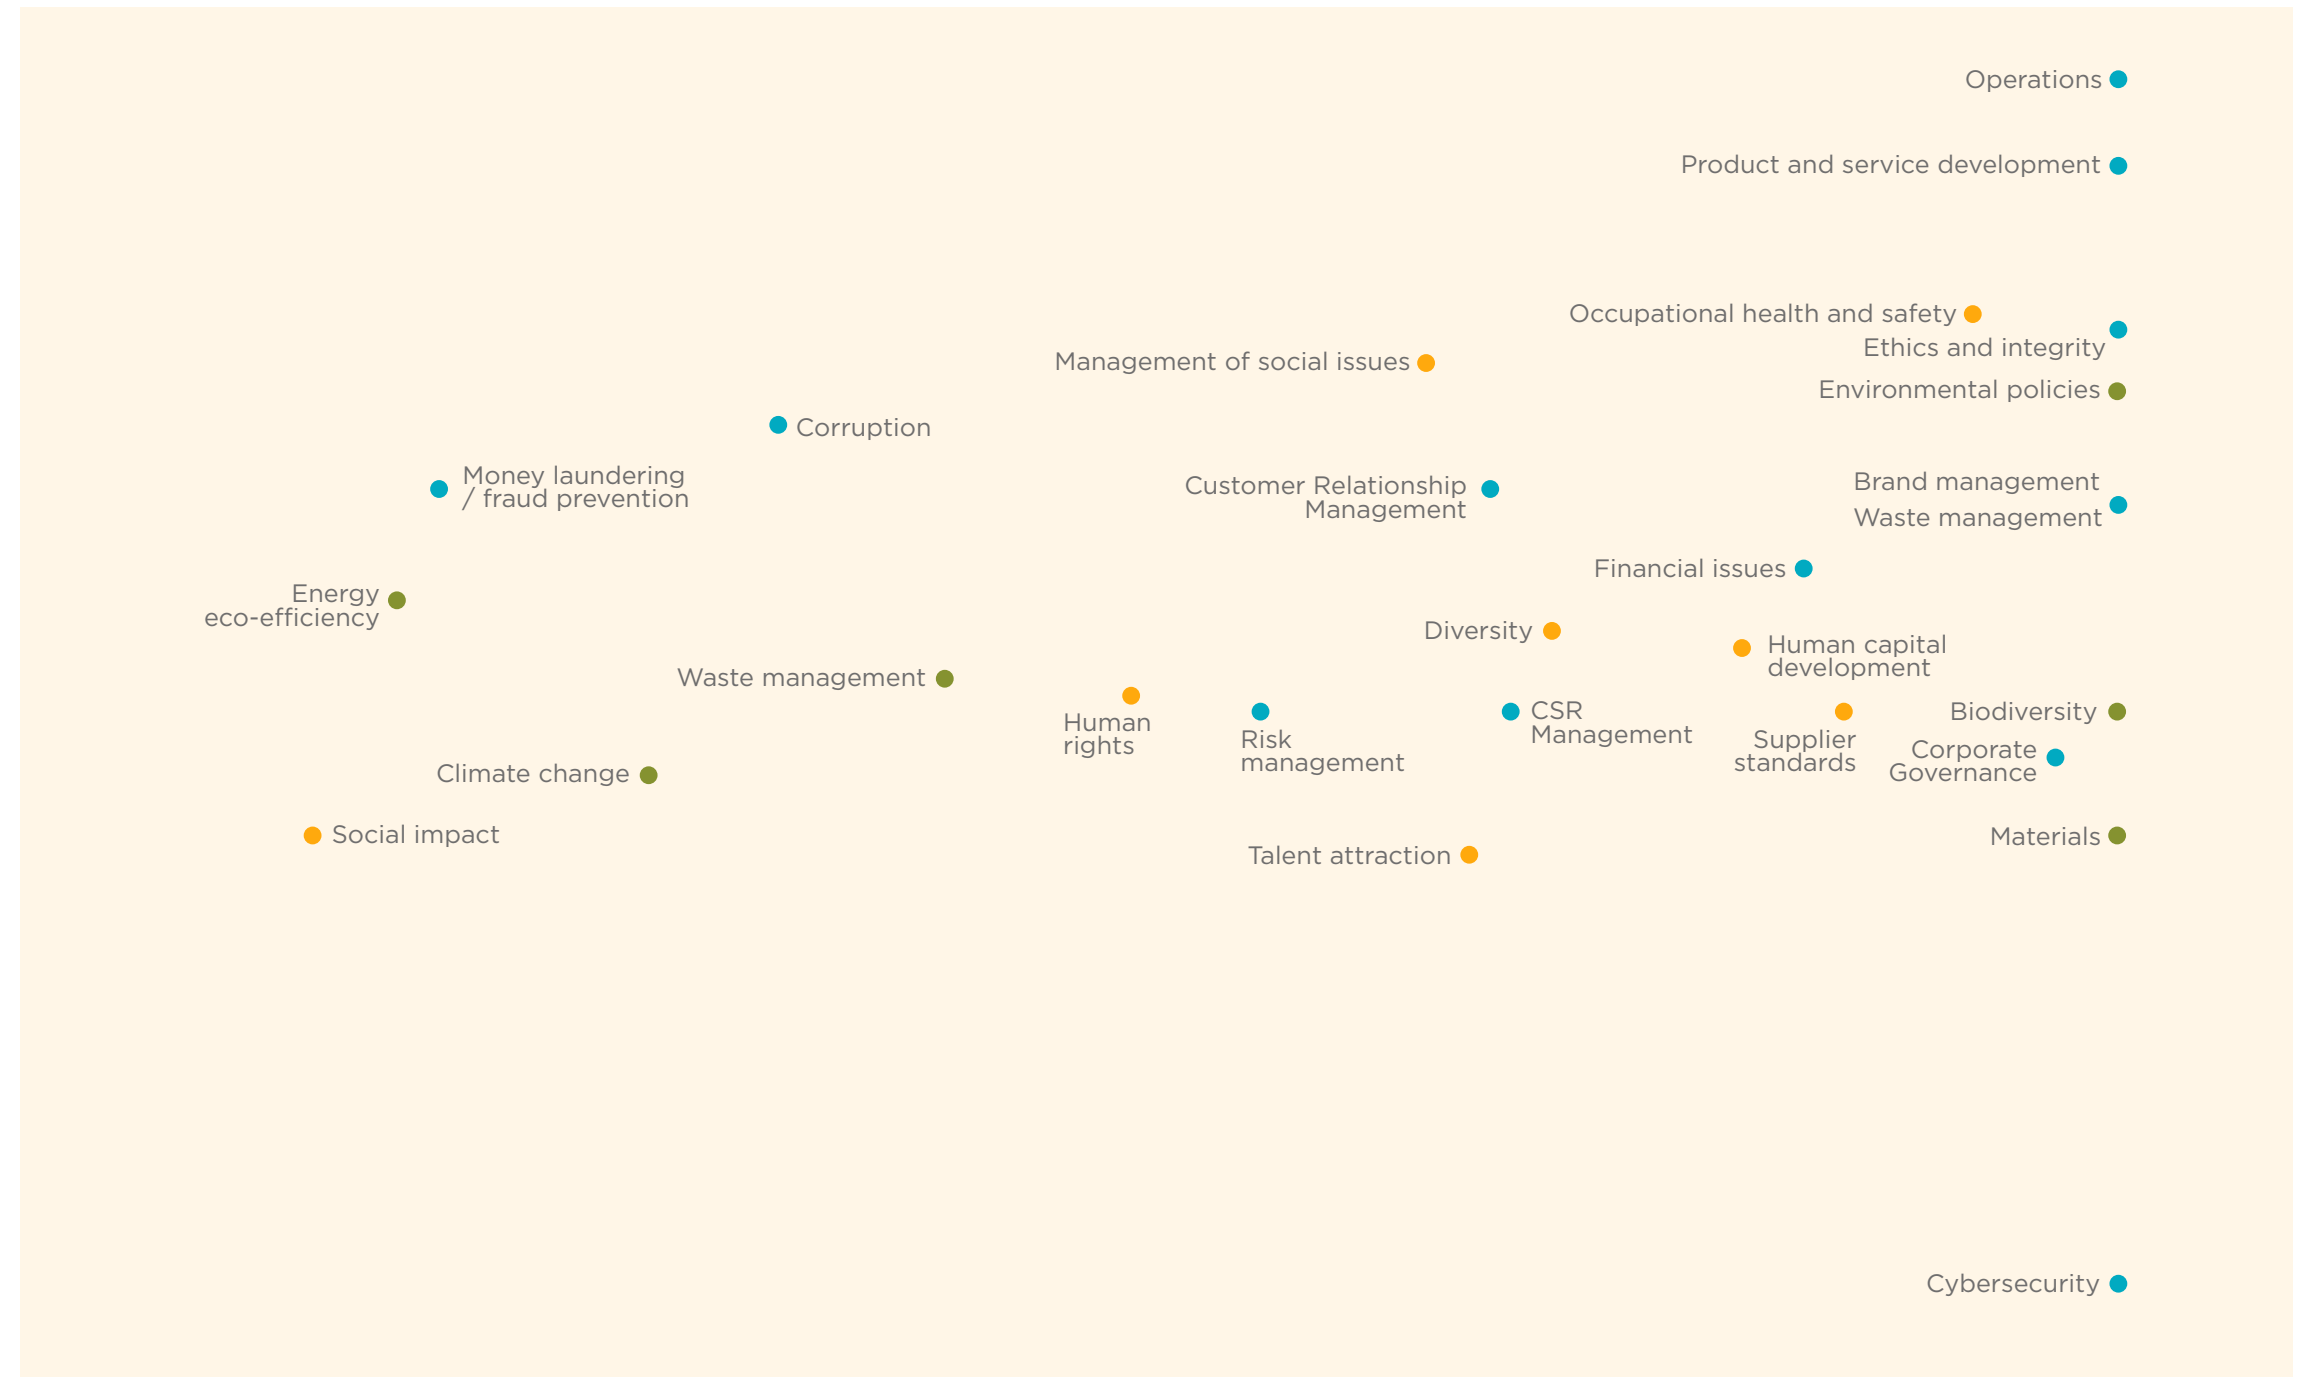 Operations
Product and service development
Occupational health and safety
Ethics and integrity
Management of social issues
Environmental policies
Corruption
Money laundering
/ fraud prevention
Customer Relationship
Management
Brand management
Waste management
Financial issues
Energy
eco-efficiency
Diversity
Human capital
development
Waste management
Human
rights
Risk
management
CSR
Management
Supplier
standards
Biodiversity
Corporate
Governance
Climate change
Social impact
Talent attraction
Materials
Cybersecurity